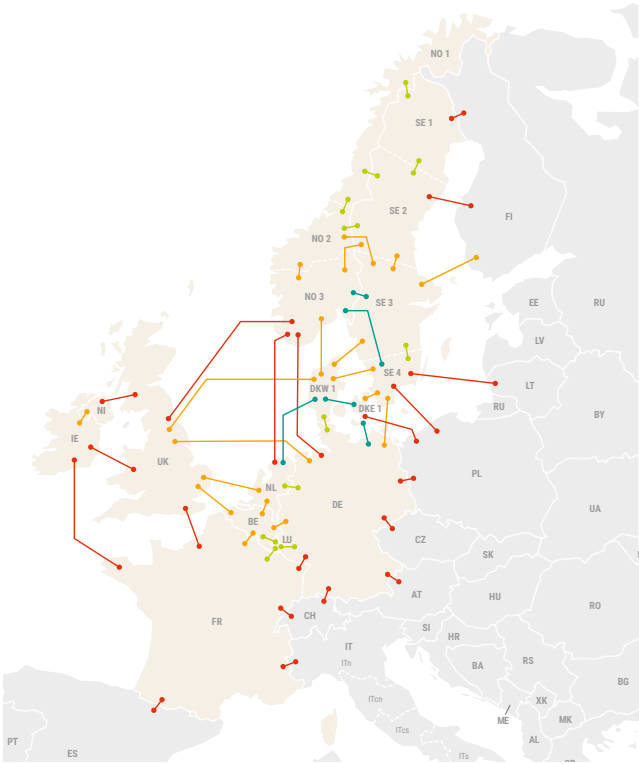 NO 1
SE 1
SE 2
FI
NO 2
NO 3
SE 3
EE
RU
LV
SE 4
LT
DKW 1
RU
DKE 1
NI
BY
IE
UK
PL
NL
DE
UA
BE
LU
CZ
SK
AT
HU
RO
FR
CH
SI
HR
IT
ITn
BA
RS
BG
ITcn
XK
ME
MK
ITcs
PT
AL
ES
ITs
GR